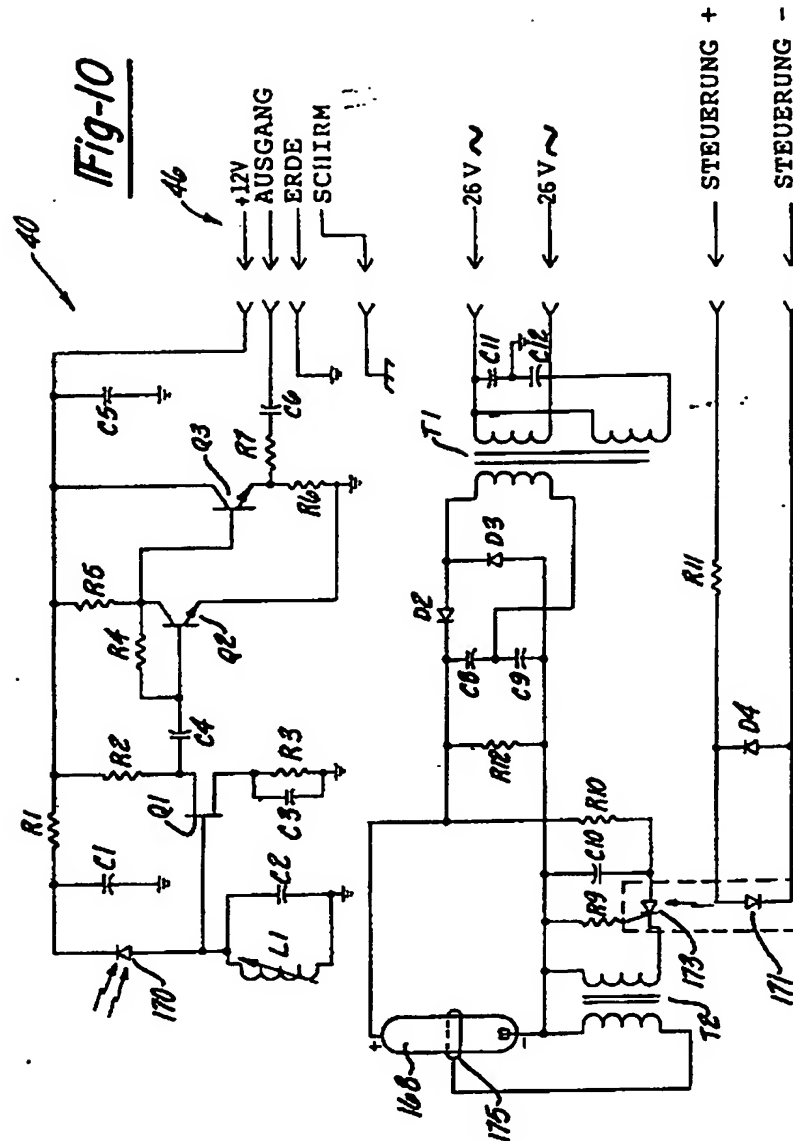 Fig-10
40
46
+12V
AUSGANG
ERDE
SCHIRM
R1
C1
R2
C4
R4
R5
Q2
Q3
C5
R7
C6
R6
Q1
C3
R3
L1
C2
170
26 V ~
26 V ~
C11
C12
T1
D3
D2
C8
C9
R12
R10
C10
R9
168
175
T2
173
171
STEUERUNG +
STEUERUNG -
R11
D4